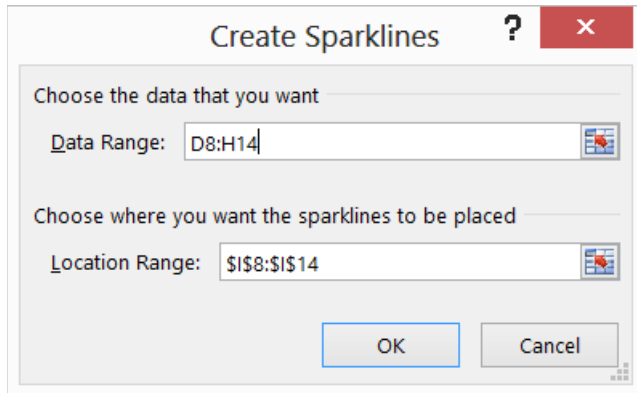 Create Sparklines ? ×
Choose the data that you want
Data Range: D8:H14
Choose where you want the sparklines to be placed
Location Range: $I$8:$I$14
OK Cancel